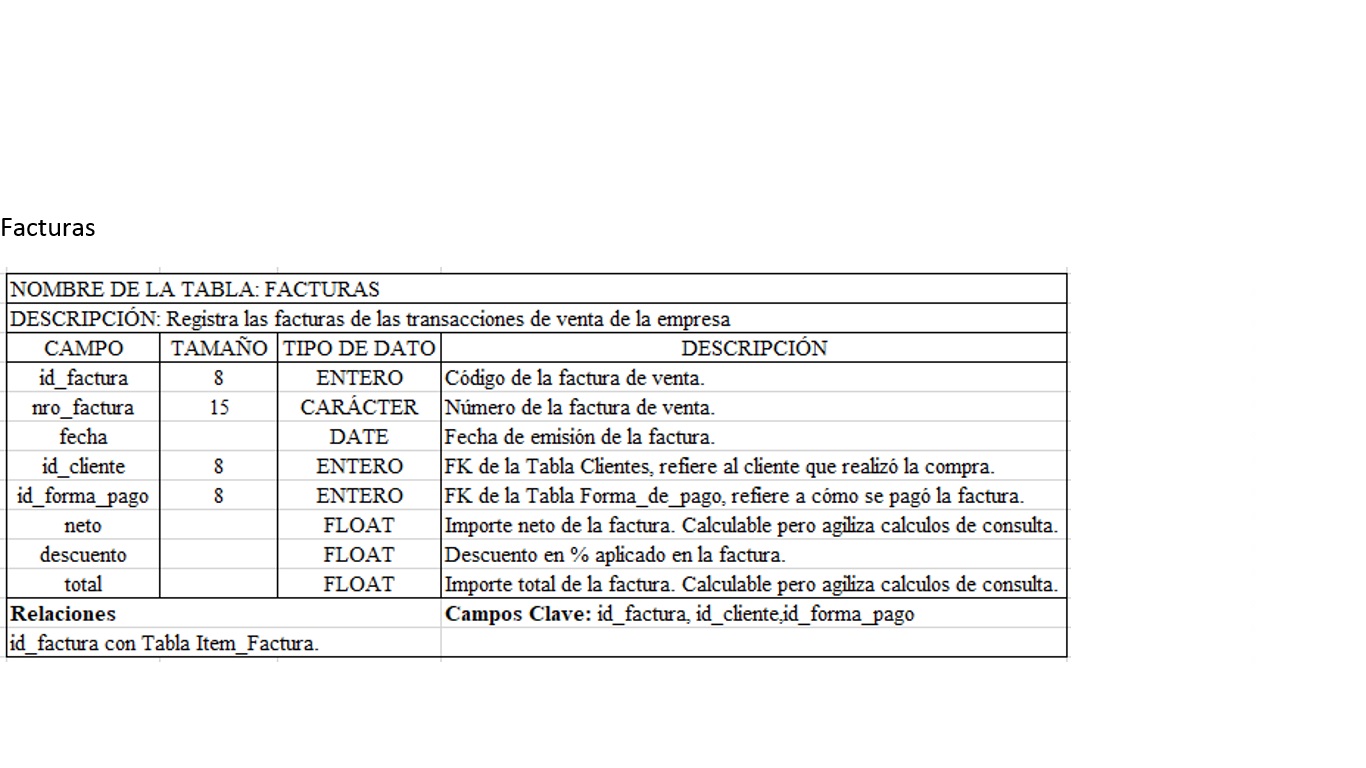 Facturas
NOMBRE DE LA TABLA: FACTURAS
DESCRIPCIÓN: Registra las facturas de las transacciones de venta de la empresa
CAMPO TAMAÑO TIPO DE DATO DESCRIPCIÓN
id_factura 8 ENTERO Código de la factura de venta.
nro_factura 15 CARÁCTER Número de la factura de venta.
fecha DATE Fecha de emisión de la factura.
id_cliente 8 ENTERO FK de la Tabla Clientes, refiere al cliente que realizó la compra.
id_forma_pago 8 ENTERO FK de la Tabla Forma_de_pago, refiere a cómo se pagó la factura.
neto FLOAT Importe neto de la factura. Calculable pero agiliza calculos de consulta.
descuento FLOAT Descuento en % aplicado en la factura.
total FLOAT Importe total de la factura. Calculable pero agiliza calculos de consulta.
Relaciones Campos Clave: id_factura, id_cliente,id_forma_pago
id_factura con Tabla Item_Factura.